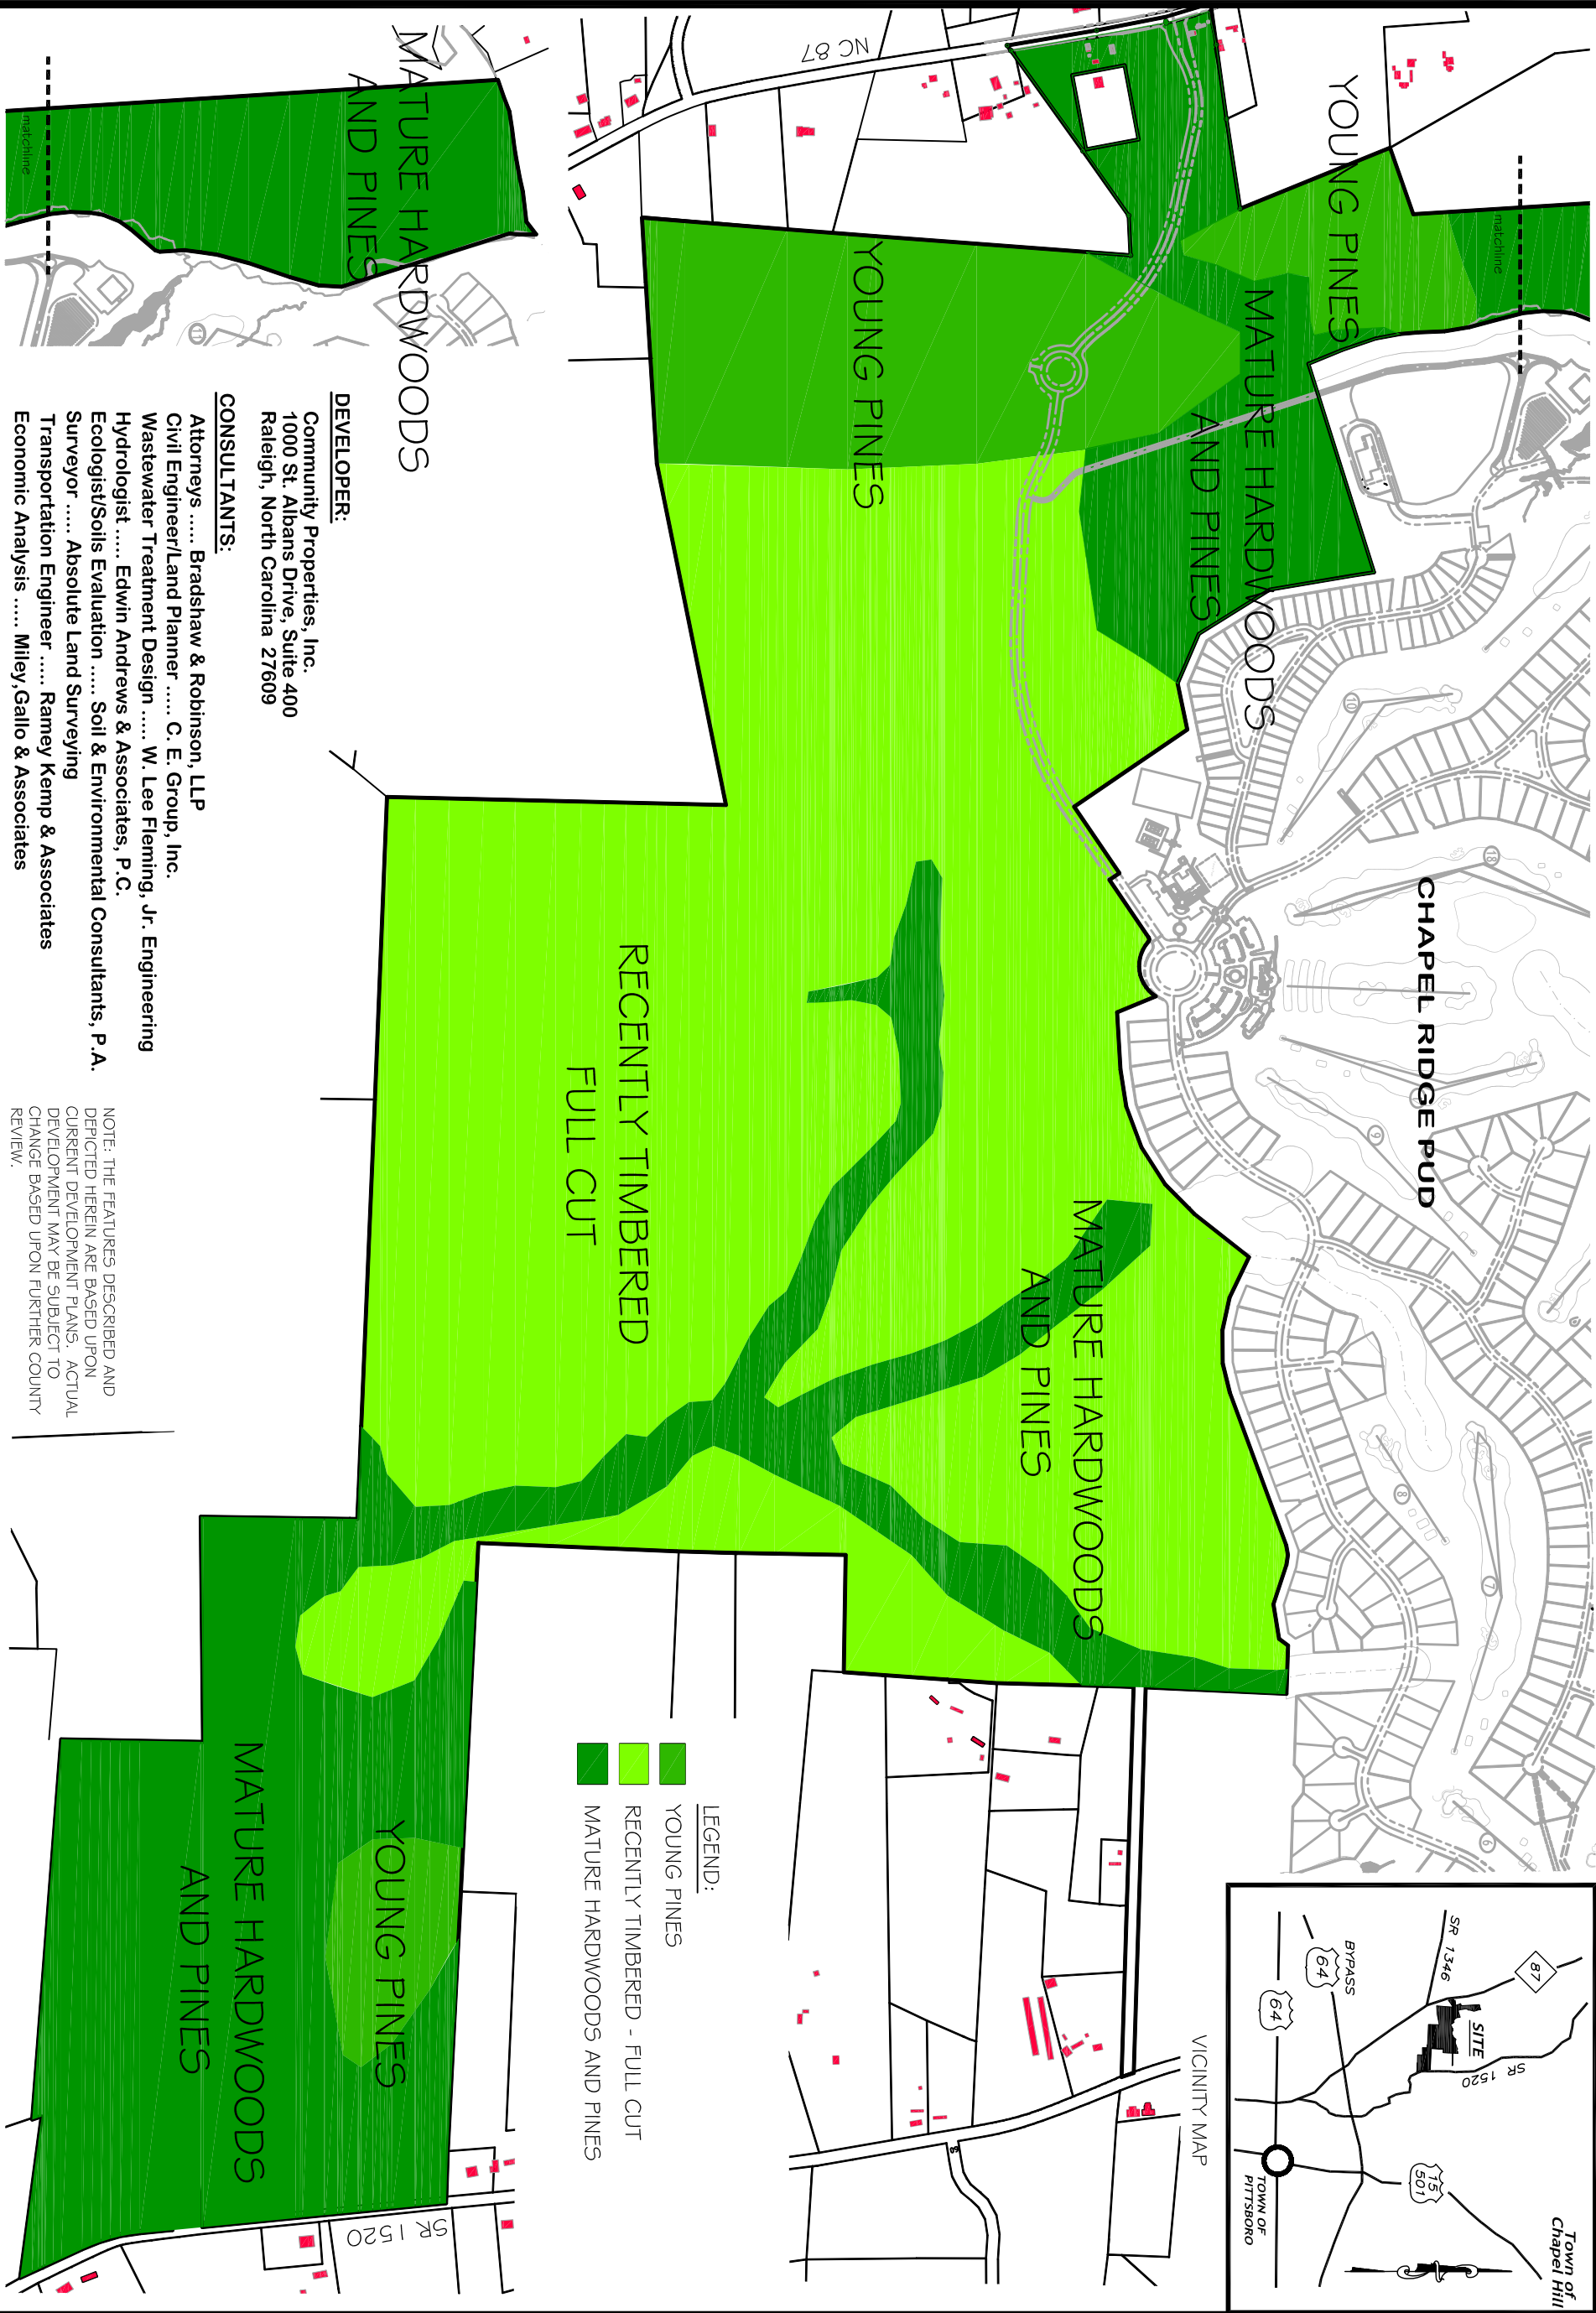 NC 87
YOUNG PINES
matchline
YOUNG PINES
MATURE HARDWOODS
AND PINES
CHAPEL RIDGE PUD
10
18
9
8
7
6
RECENTLY TIMBERED
FULL CUT
MATURE HARDWOODS
AND PINES
MATURE HARDWOODS
AND PINES
YOUNG PINES
SR 1520
MATURE HARDWOODS
AND PINES
matchline
11
DEVELOPER:
Community Properties, Inc.
1000 St. Albans Drive, Suite 400
Raleigh, North Carolina 27609
CONSULTANTS:
Attorneys ..... Bradshaw & Robinson, LLP
Civil Engineer/Land Planner ..... C. E. Group, Inc.
Wastewater Treatment Design ..... W. Lee Fleming, Jr. Engineering
Hydrologist ..... Edwin Andrews & Associates, P.C.
Ecologist/Soils Evaluation ..... Soil & Environmental Consultants, P.A.
Surveyor ..... Absolute Land Surveying
Transportation Engineer ..... Ramey Kemp & Associates
Economic Analysis ..... Miley,Gallo & Associates
NOTE: THE FEATURES DESCRIBED AND
DEPICTED HEREIN ARE BASED UPON
CURRENT DEVELOPMENT PLANS. ACTUAL
DEVELOPMENT MAY BE SUBJECT TO
CHANGE BASED UPON FURTHER COUNTY
REVIEW.
LEGEND:
YOUNG PINES
RECENTLY TIMBERED - FULL CUT
MATURE HARDWOODS AND PINES
VICINITY MAP
Town of
Chapel Hill
87
SR 1346
SITE
SR 1520
BYPASS
64
64
15
501
TOWN OF
PITTSBORO